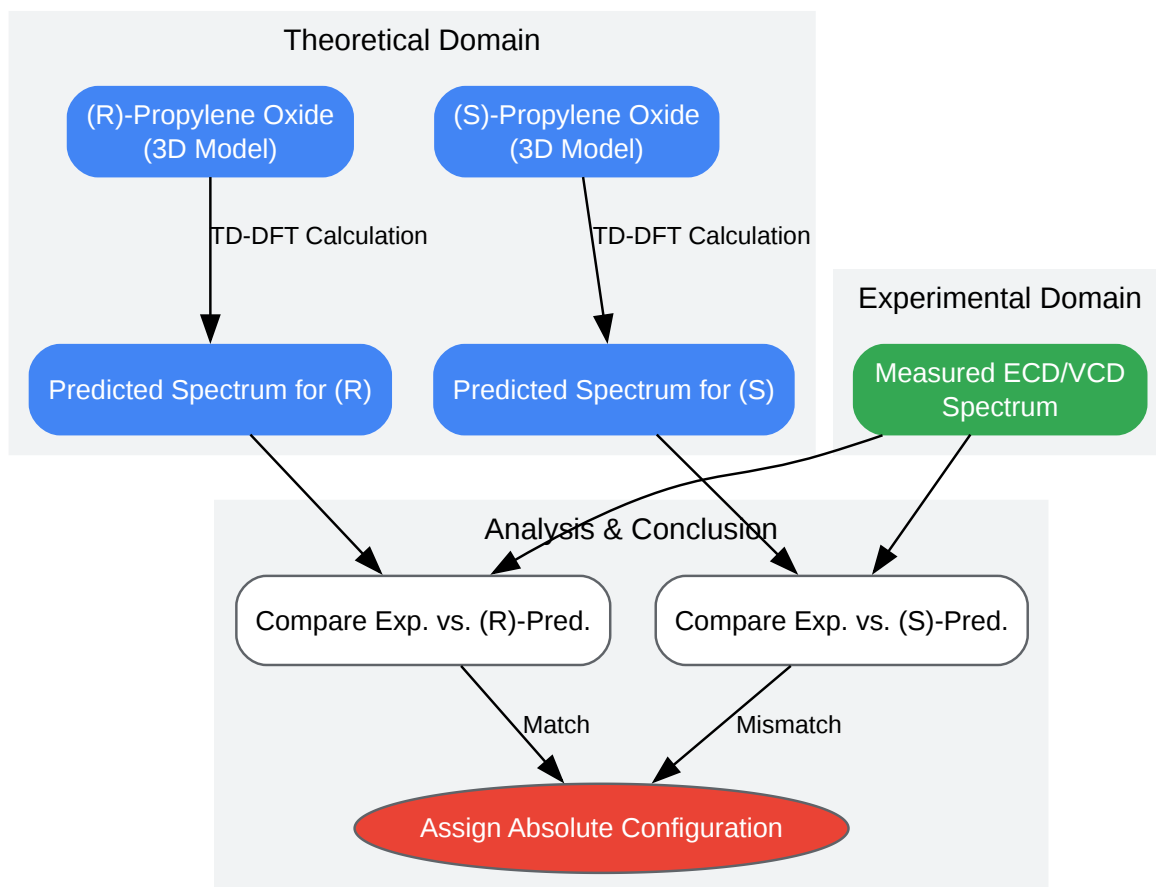 Theoretical Domain
(R)-Propylene Oxide
(3D Model)
(S)-Propylene Oxide
(3D Model)
TD-DFT Calculation
TD-DFT Calculation
Experimental Domain
Predicted Spectrum for (R)
Predicted Spectrum for (S)
Measured ECD/VCD
Spectrum
Analysis & Conclusion
Compare Exp. vs. (R)-Pred.
Compare Exp. vs. (S)-Pred.
Match
Mismatch
Assign Absolute Configuration